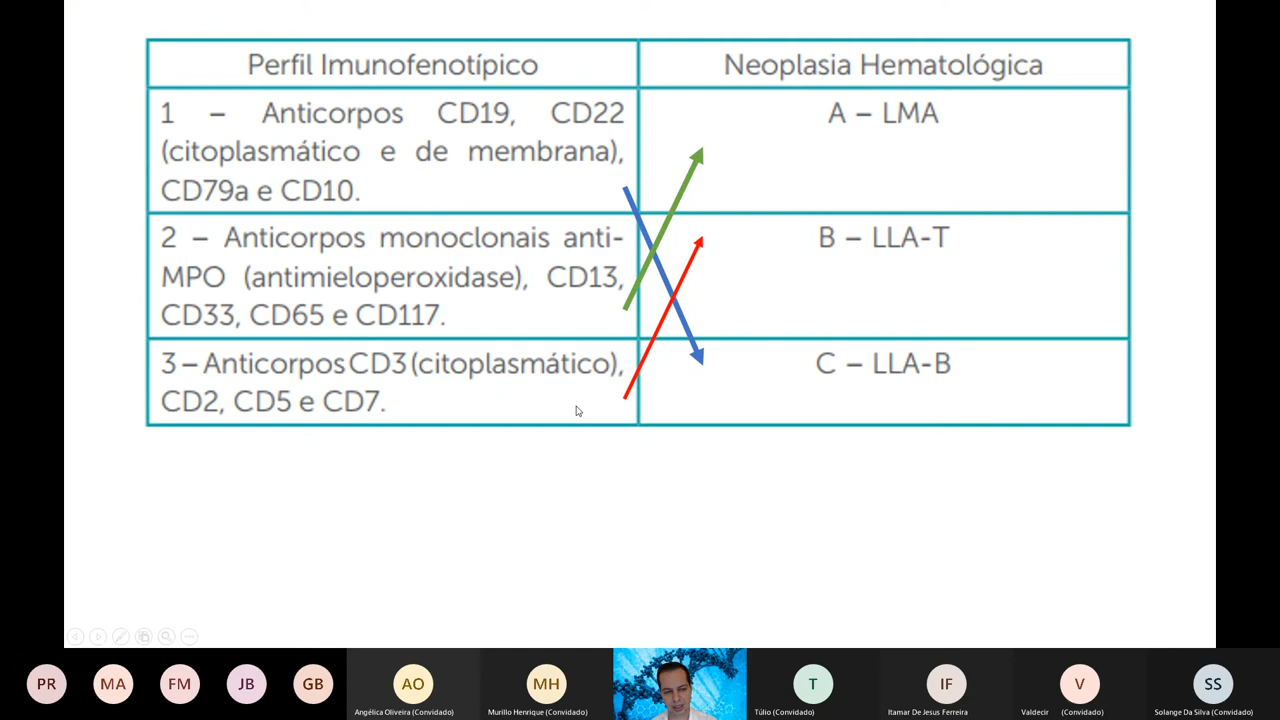 Perfil Imunofenotípico
Neoplasia Hematológica
1 – Anticorpos CD19, CD22
(citoplasmático e de membrana),
CD79a e CD10.
A – LMA
2 – Anticorpos monoclonais anti-
MPO (antimieloperoxidase), CD13,
CD33, CD65 e CD117.
B – LLA-T
3 – Anticorpos CD3 (citoplasmático),
CD2, CD5 e CD7.
C – LLA-B
PR
MA
FM
JB
GB
AO
MH
T
IF
V
SS
Angélica Oliveira (Convidado)
Murillo Henrique (Convidado)
Túlio (Convidado)
Itamar De Jesus Ferreira
Valdecir (Convidado)
Solange Da Silva (Convidado)